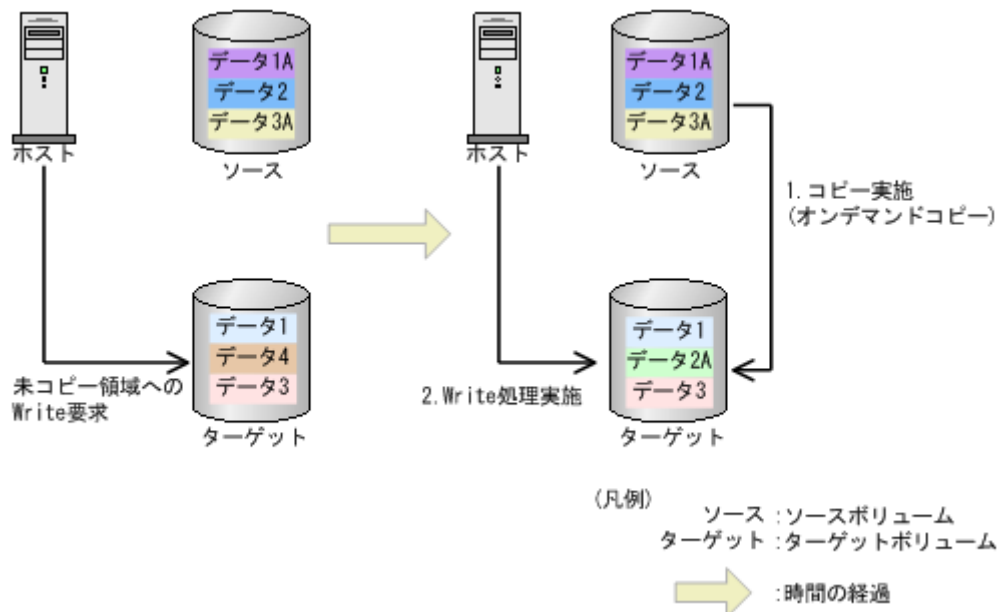 データ1A
データ2
データ3A
ホスト
ソース
データ1
データ4
データ3
未コピー領域への
Write要求
ターゲット
データ1A
データ2
データ3A
ホスト
ソース
1.コピー実施
(オンデマンドコピー)
データ1
データ2A
データ3
2.Write処理実施
ターゲット
(凡例)
ソース :ソースボリューム
ターゲット :ターゲットボリューム
:時間の経過